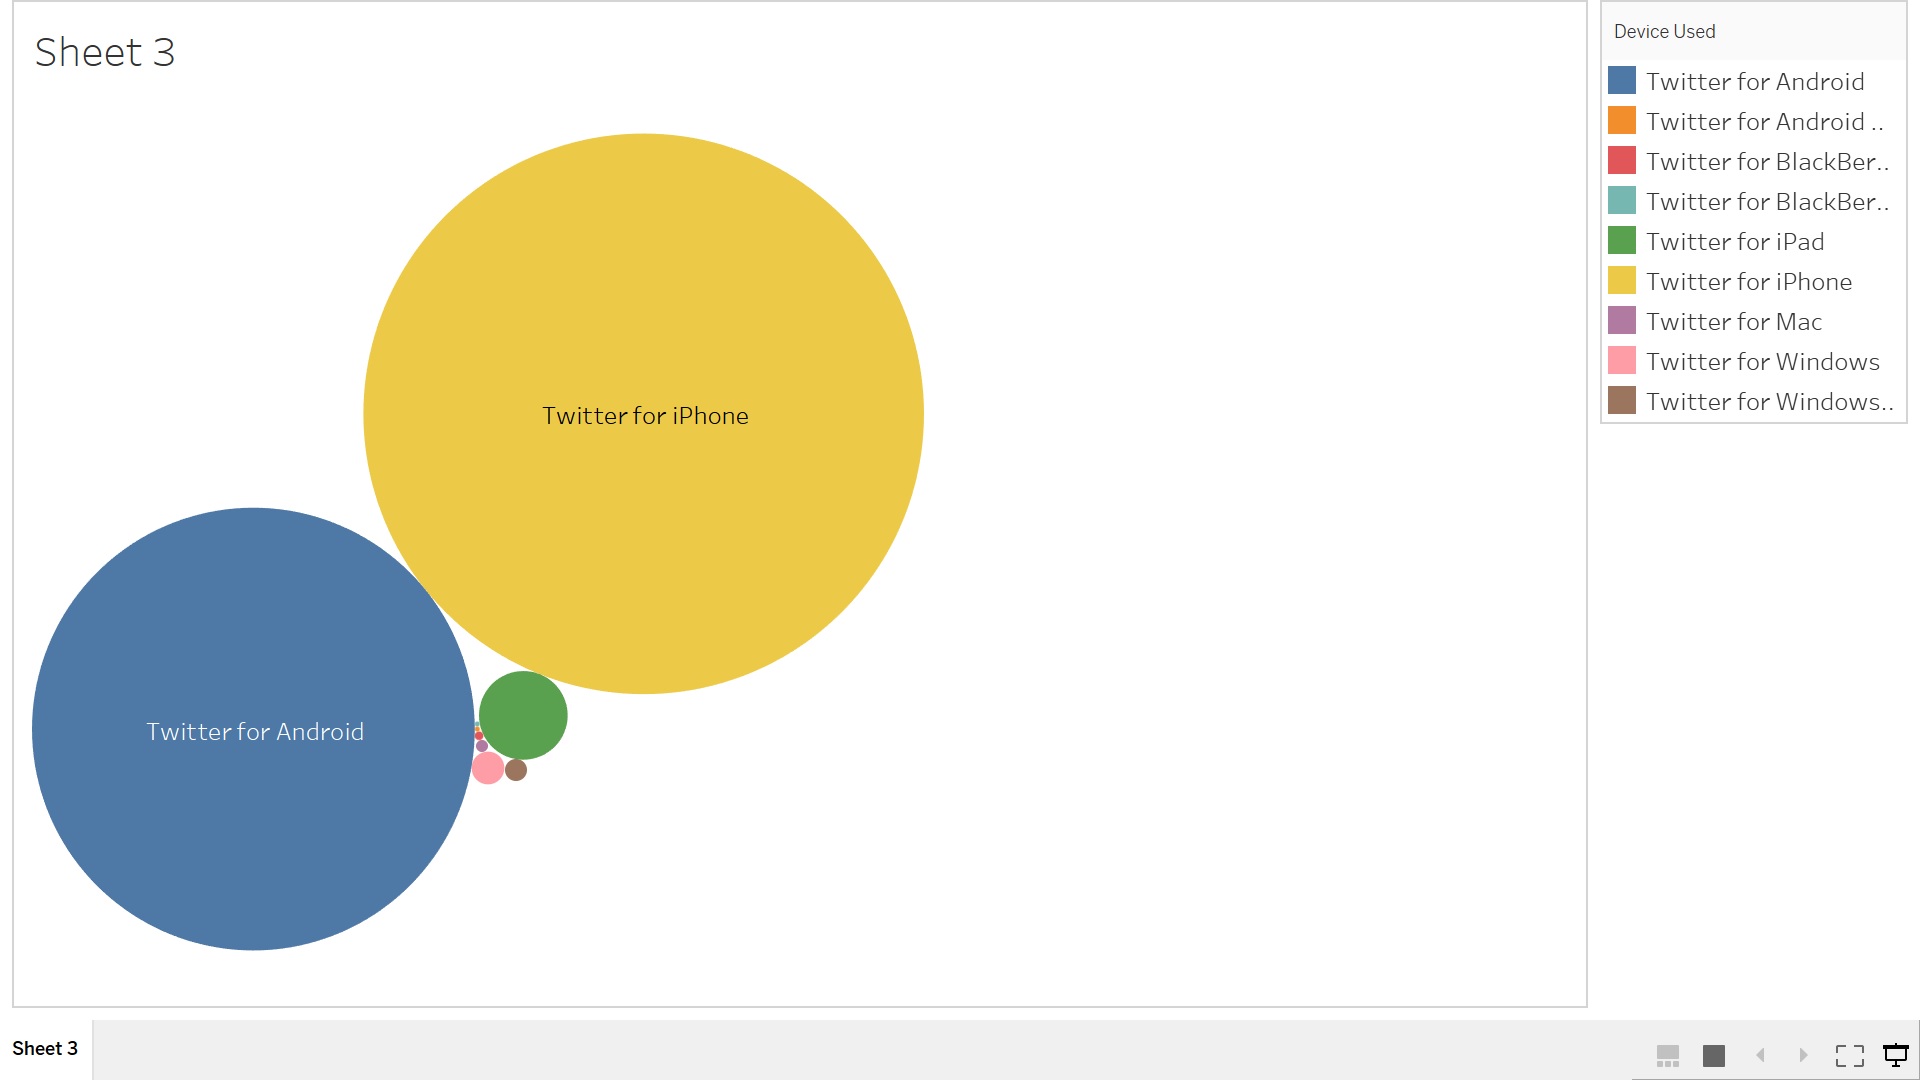 Sheet 3
Device Used
Twitter for Android
Twitter for Android ..
Twitter for BlackBer..
Twitter for BlackBer..
Twitter for iPad
Twitter for iPhone
Twitter for Mac
Twitter for Windows
Twitter for Windows..
Twitter for iPhone
Twitter for Android
Sheet 3